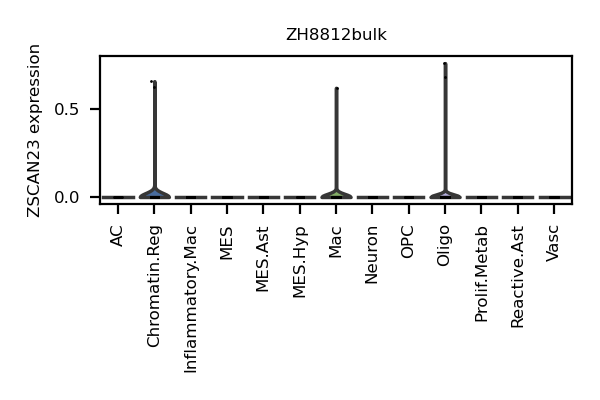 ZH8812bulk
ZSCAN23 expression
0.5
0.0
AC
Chromatin.Reg
Inflammatory.Mac
MES
MES.Ast
MES.Hyp
Mac
Neuron
OPC
Oligo
Prolif.Metab
Reactive.Ast
Vasc